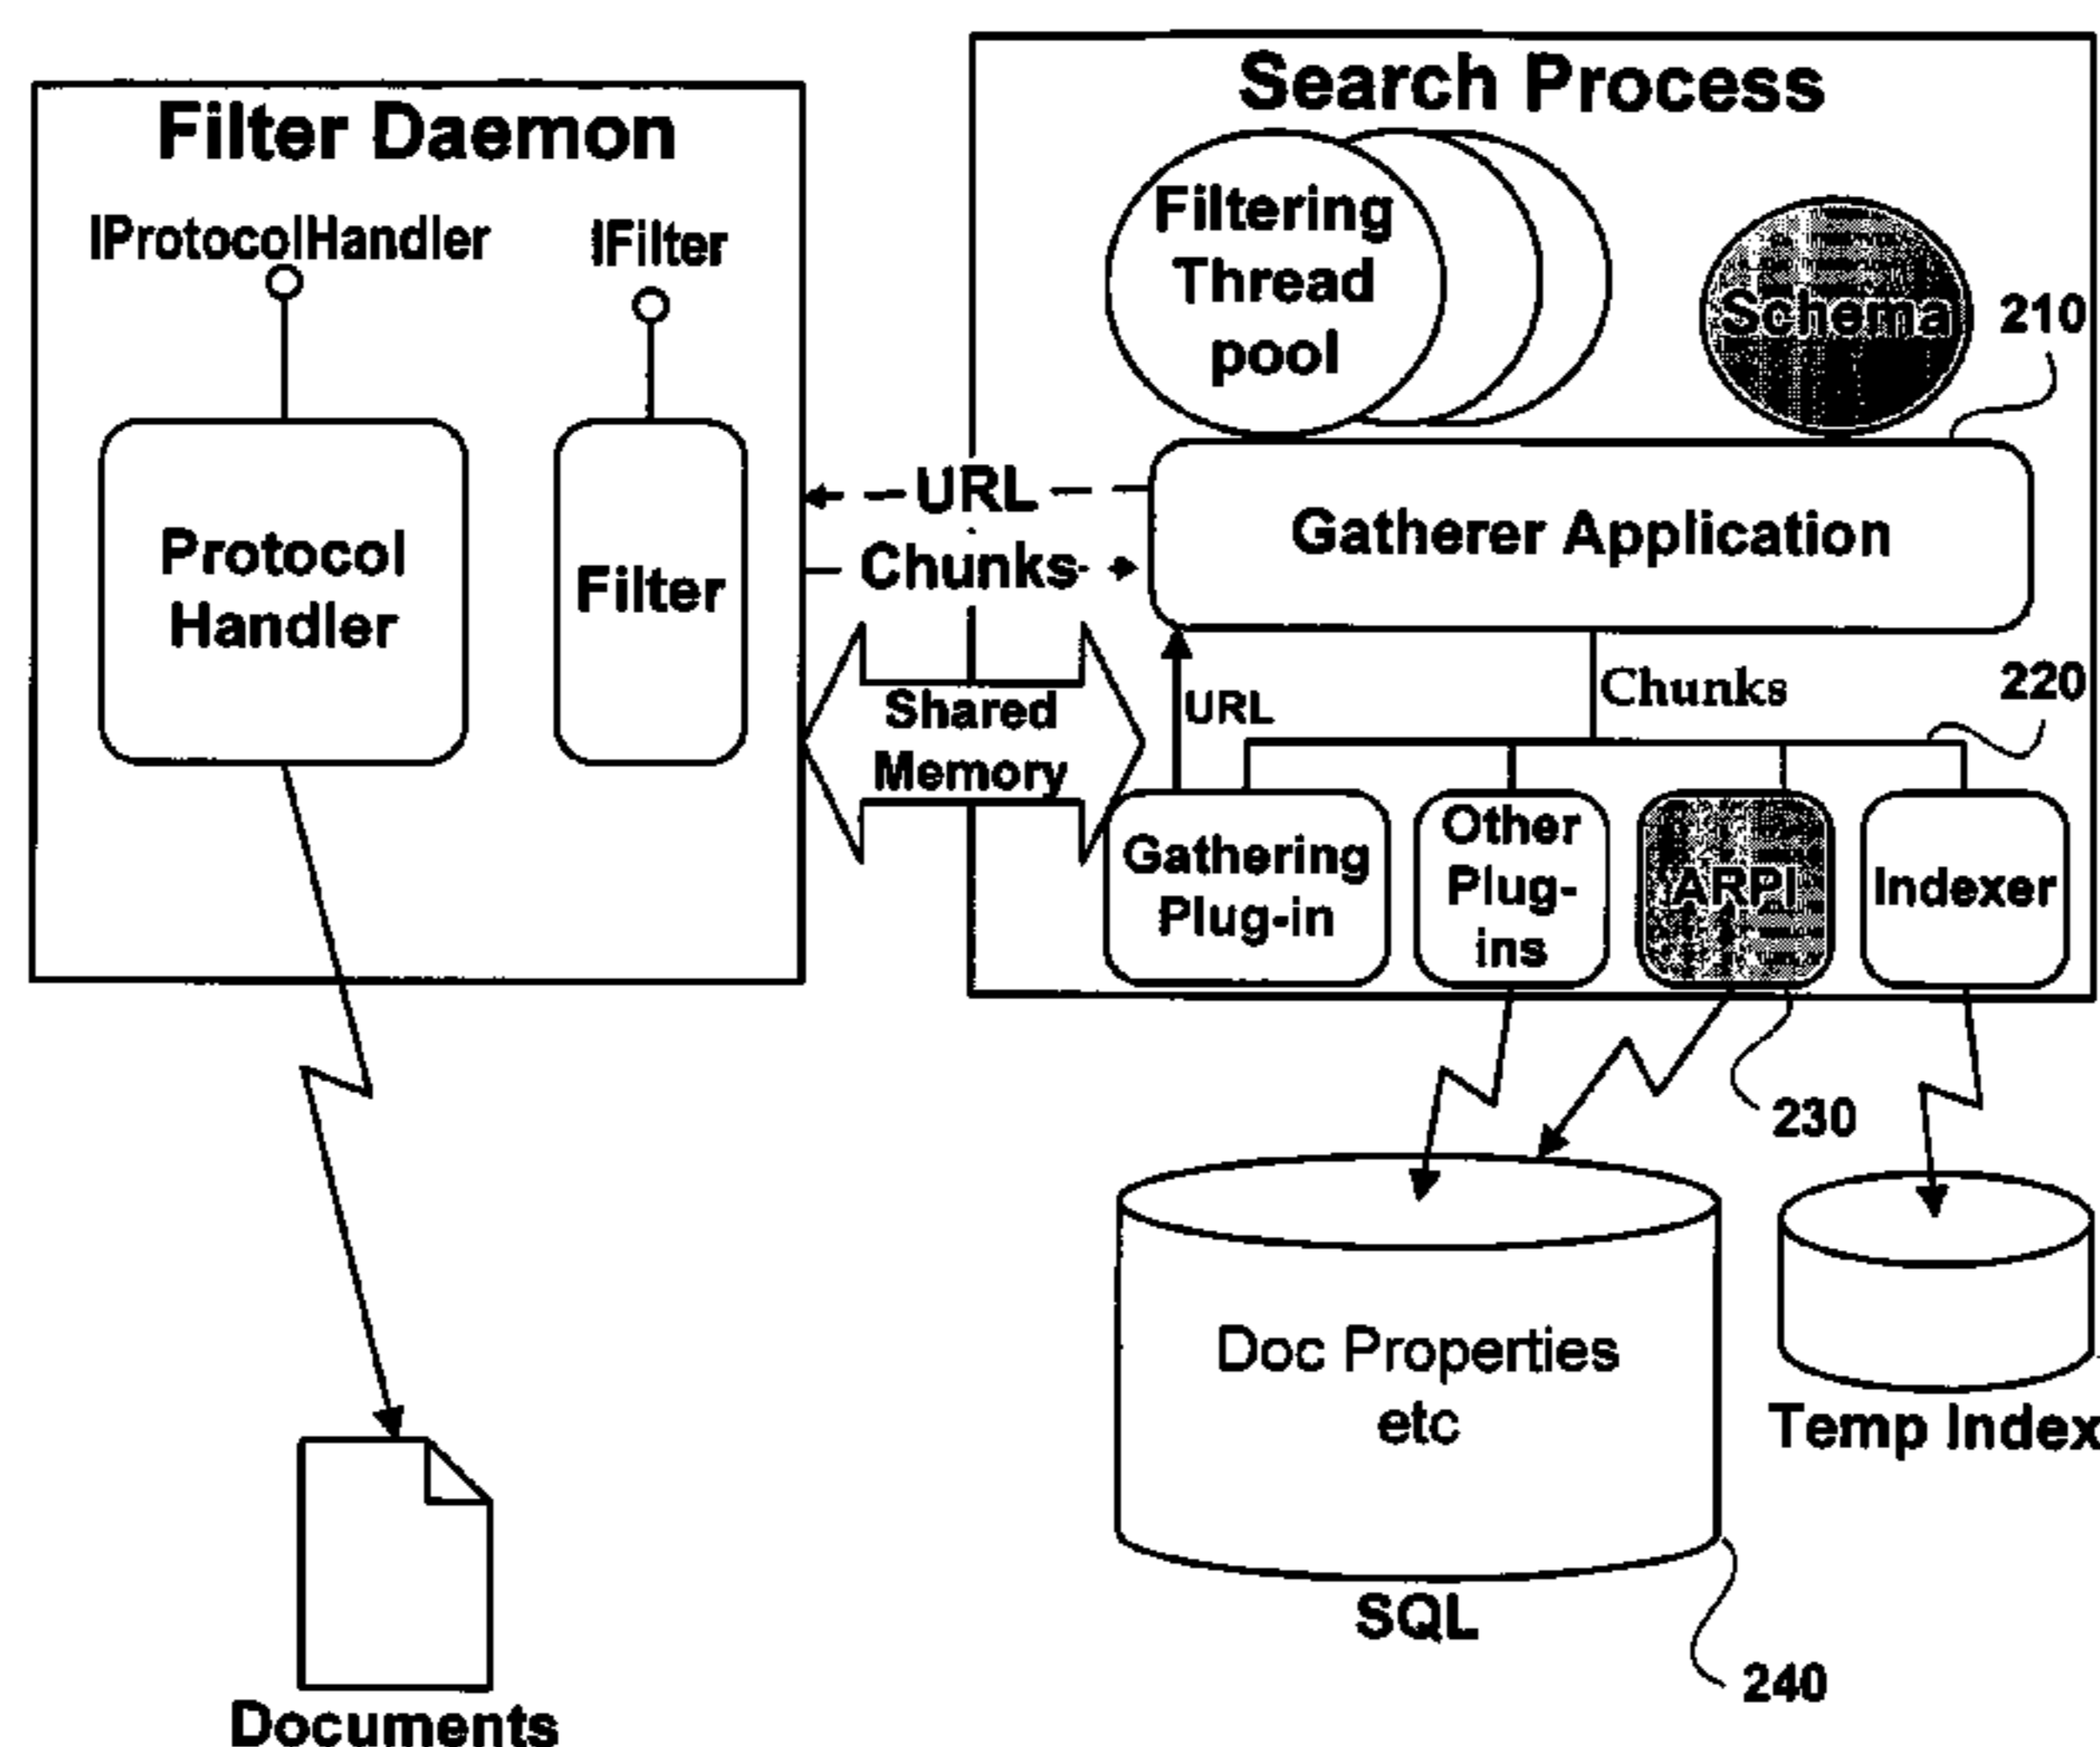 Search Process
Filter Daemon
IProtocolHandler
IFilter
Filtering
Thread
pool
Schema
210
Protocol
Handler
Filter
URL
Chunks
Gatherer Application
Shared
Memory
URL
Chunks
220
Gathering
Plug-in
Other
Plug-
ins
ARPI
Indexer
230
Doc Properties
etc
Temp Index
SQL
240
Documents